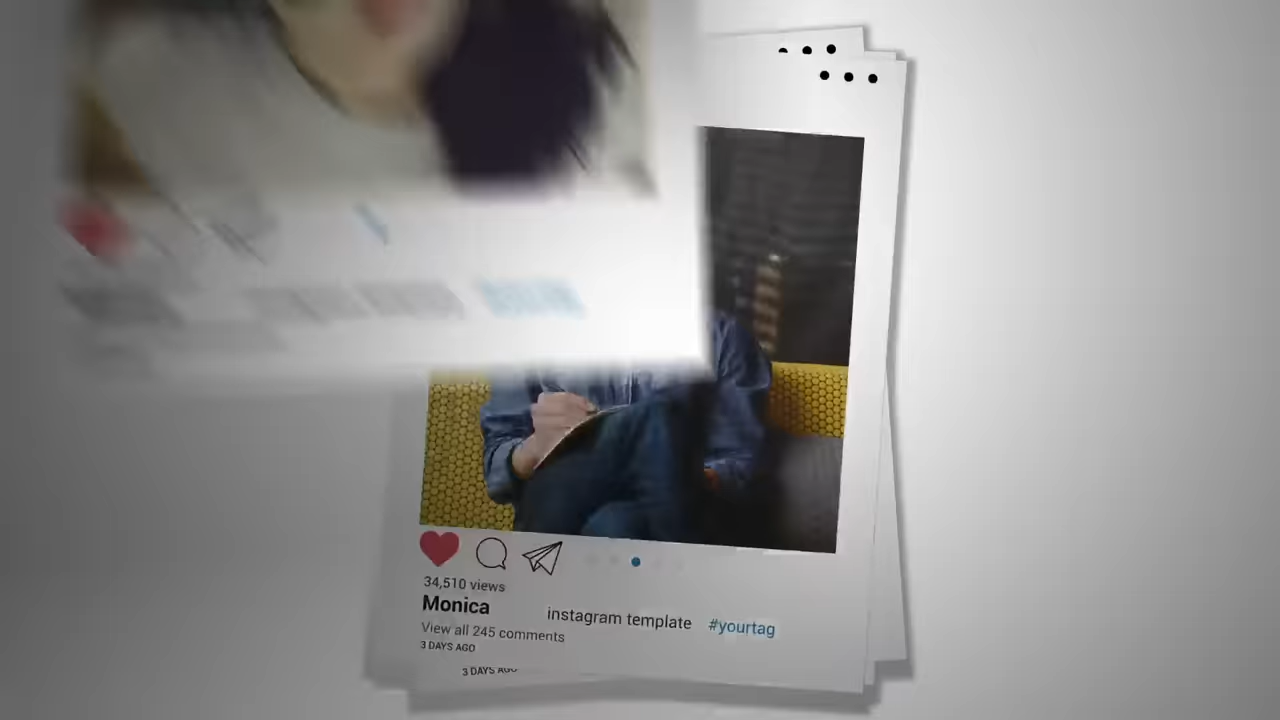 34,510 views
Monica instagram template #yourtag
View all 245 comments
3 DAYS AGO
3 DAYS AGO